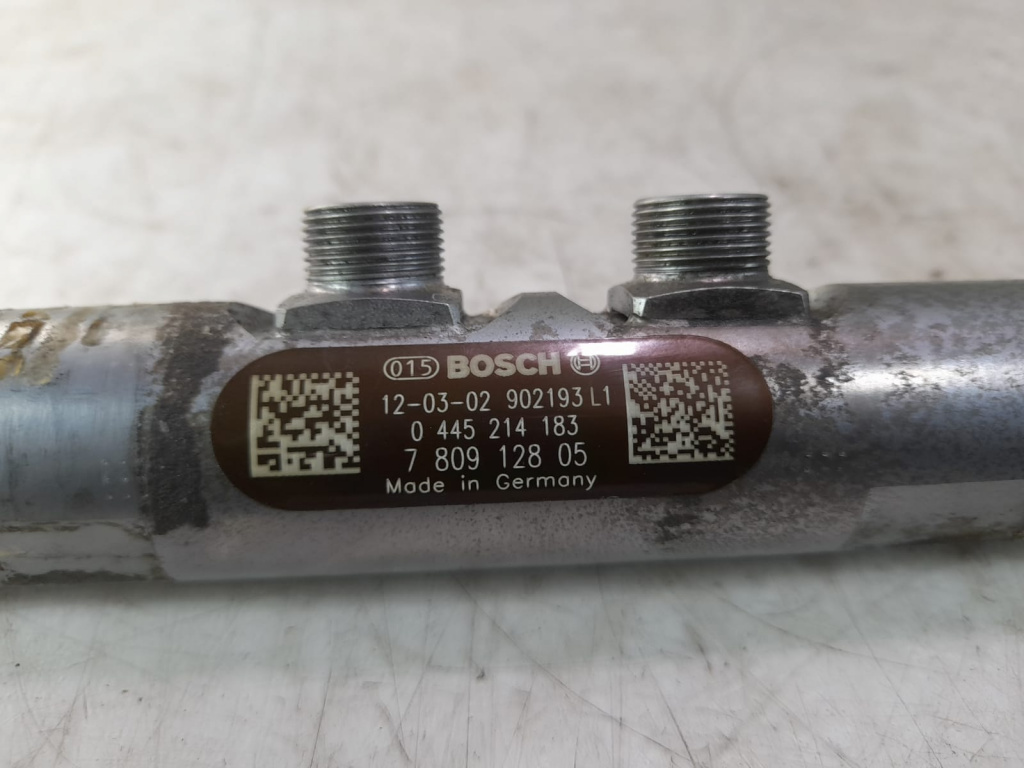 015 BOSCH
12-03-02 902193 L1
0 445 214 183
7 809 128 05
Made in Germany